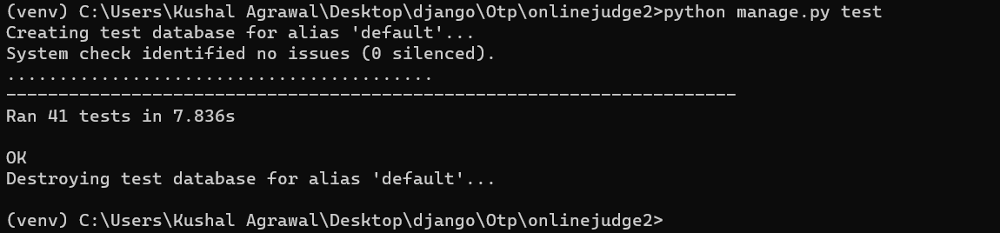 (venv) C:\Users\Kushal Agrawal\Desktop\django\Otp\onlinejudge2>python manage.py test
Creating test database for alias 'default'...
System check identified no issues (0 silenced).
.........................................
----------------------------------------------------------------------
Ran 41 tests in 7.836s
OK
Destroying test database for alias 'default'...
(venv) C:\Users\Kushal Agrawal\Desktop\django\Otp\onlinejudge2>